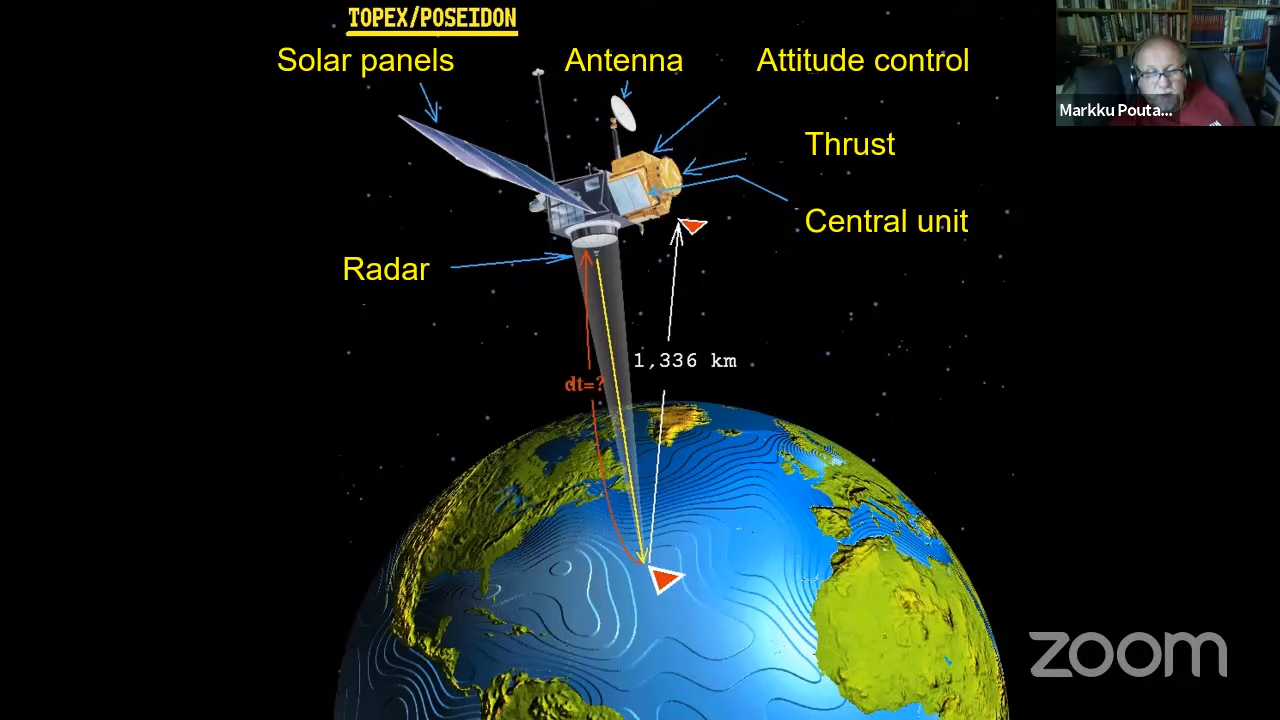 TOPEX/POSEIDON
Solar panels
Antenna
Attitude control
Markku Pouta...
Thrust
Central unit
Radar
1,336 km
dt=?
zoom